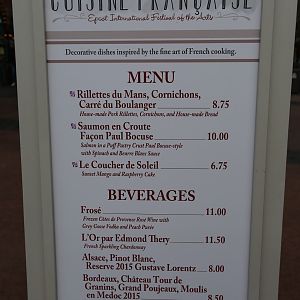 CUISINE FRANÇAISE
Epcot International Festival of the Arts
Decorative dishes inspired by the fine art of French cooking.
MENU
Rillettes du Mans, Cornichons,
Carré du Boulanger 8.75
House-made Pork Rillettes, Cornichons, and House-made Bread
Saumon en Croute
Façon Paul Bocuse 10.00
Salmon in a Puff Pastry Crust Paul Bocuse-style
with Spinach and Beurre Blanc Sauce
Le Coucher de Soleil 6.75
Sunset Mango and Raspberry Cake
BEVERAGES
Frosé 11.00
Frozen Côtes de Provence Rosé Wine with
Grey Goose Vodka and Peach Purée
L'Or par Edmond Thery 11.50
French Sparkling Chardonnay
Alsace, Pinot Blanc,
Reserve 2015 Gustave Lorentz 8.00
Bordeaux, Château Tour de
Granins, Grand Poujeaux, Moulis
en Medoc 2015 8.50